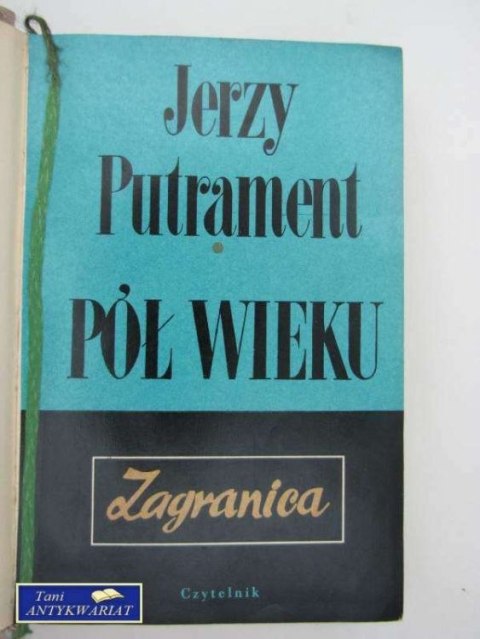 Jerzy
Putrament
PÓŁ WIEKU
Zagranica
Czytelnik
Tani
ANTYKWARIAT